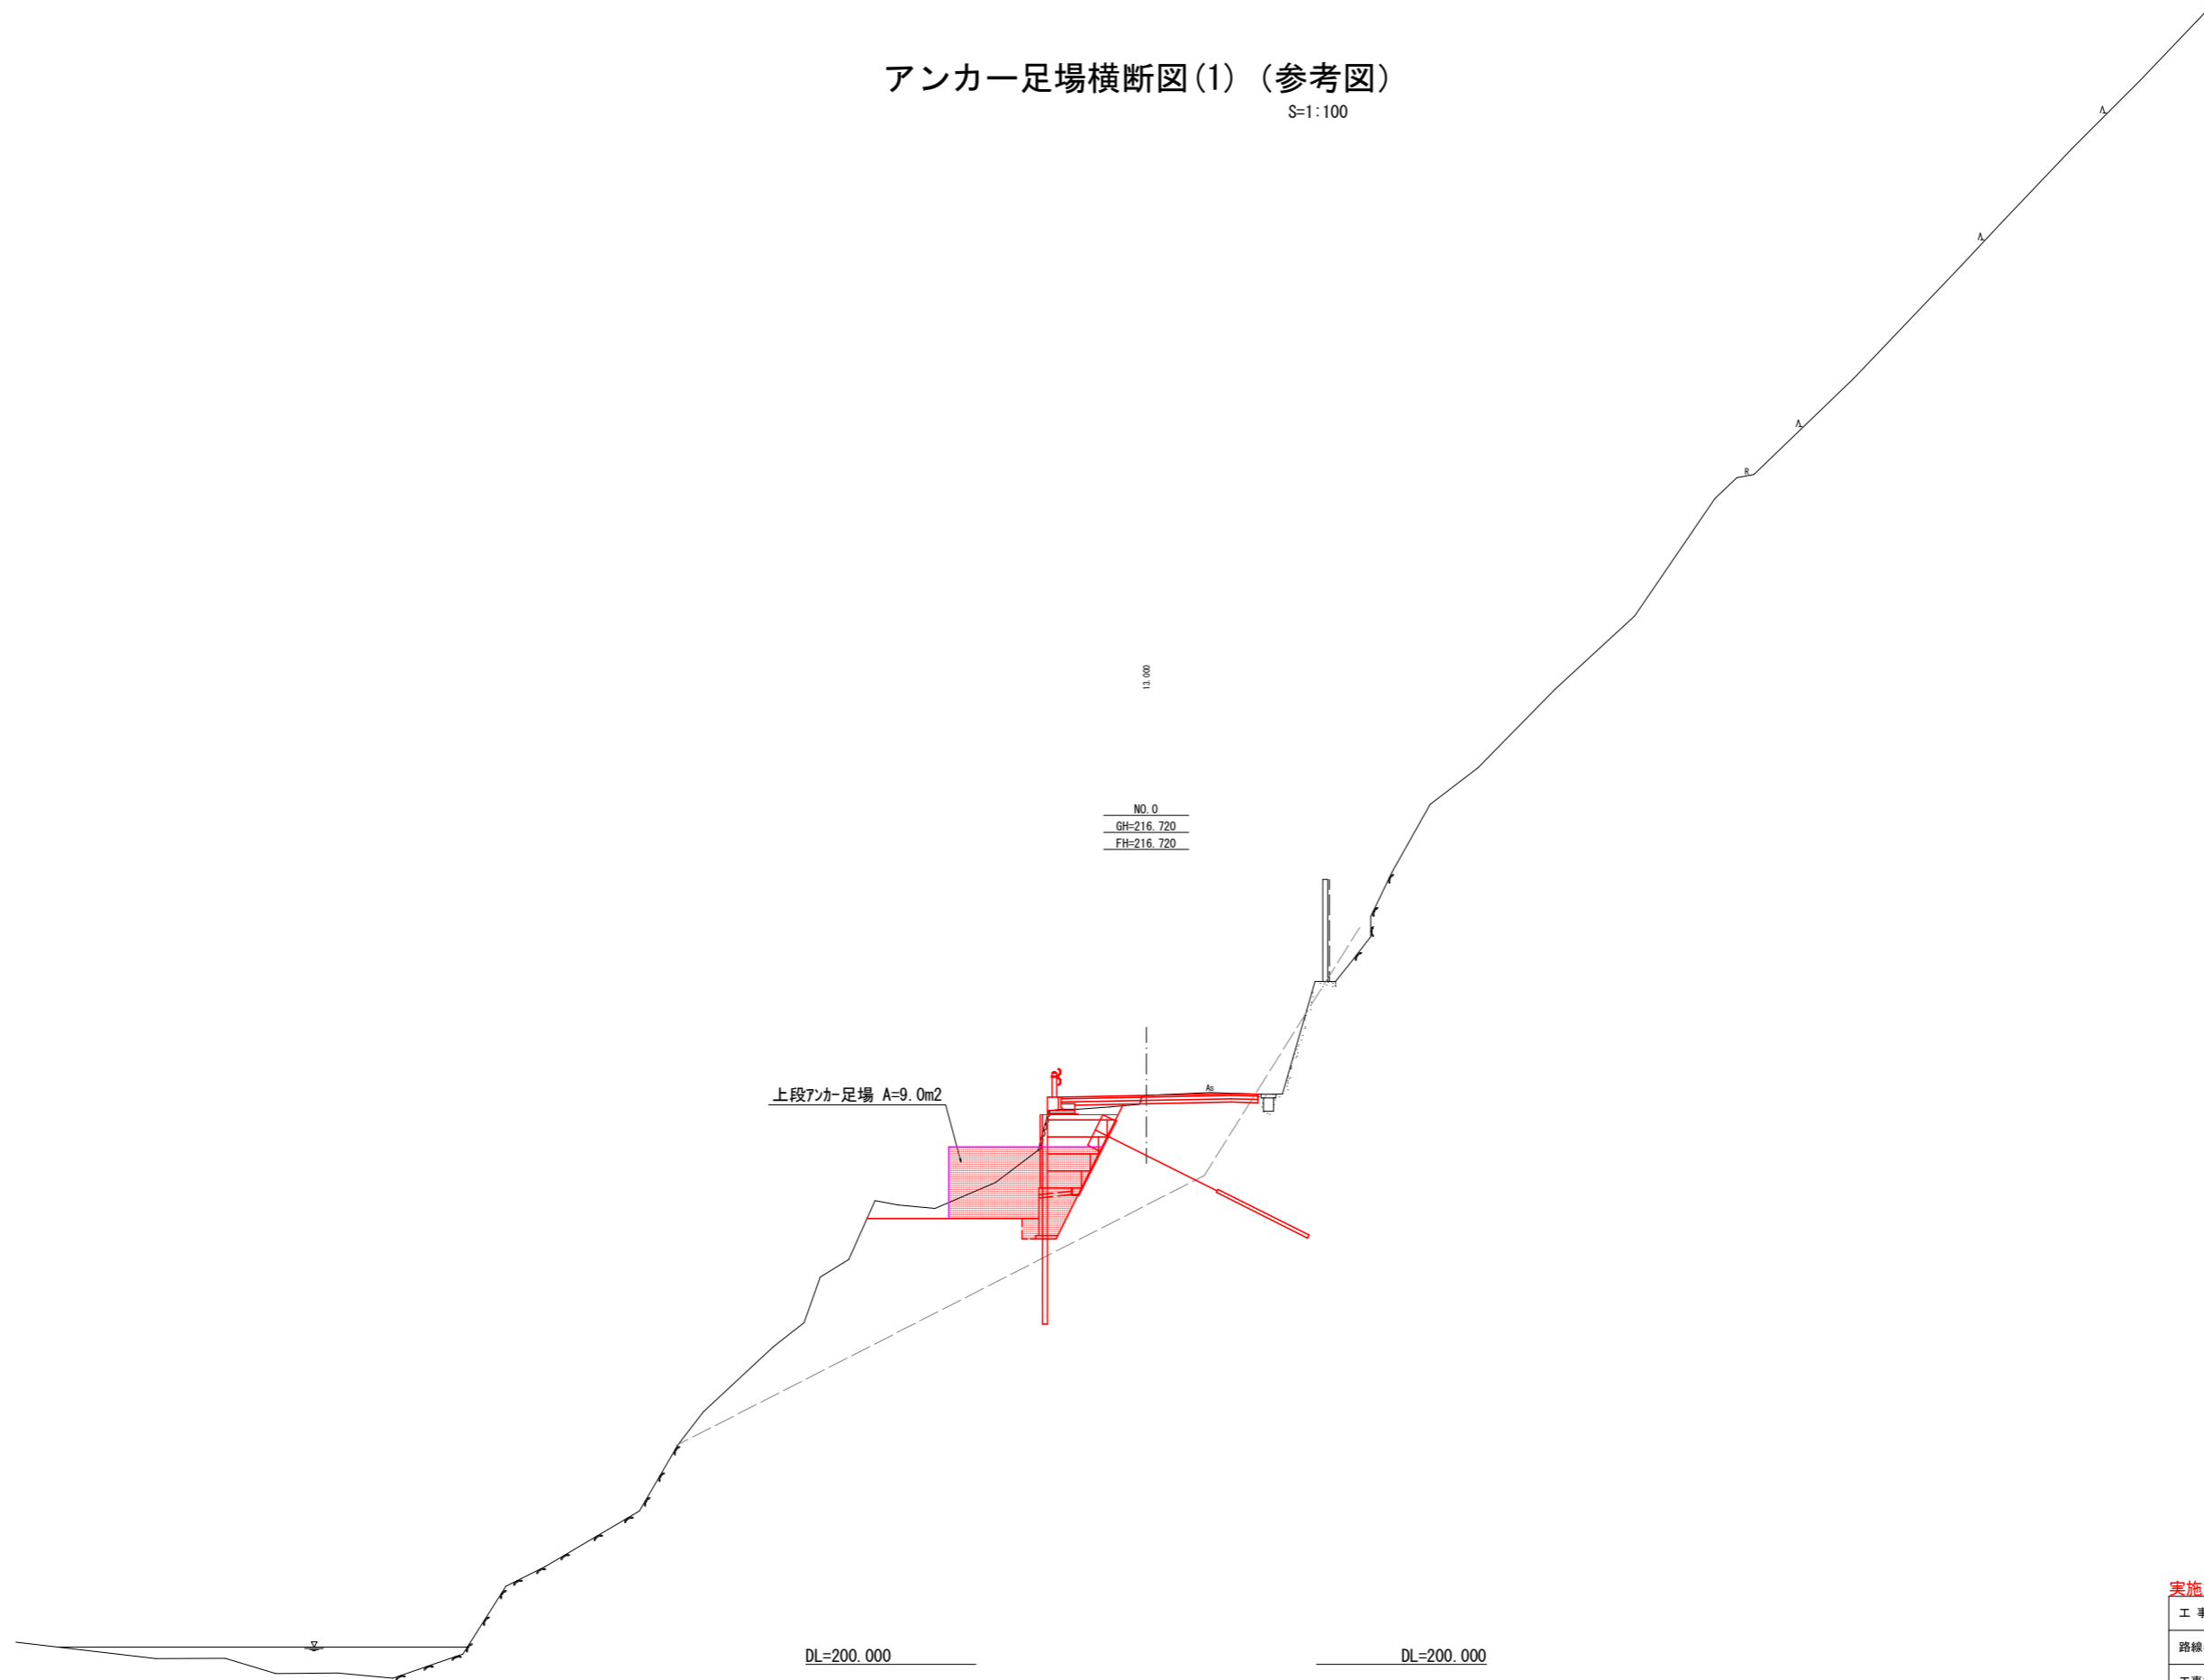 アンカー足場横断図(1)（参考図）
S=1:100
R
13.000
NO.0
GH=216.720
FH=216.720
As
上段ｱﾝｶｰ足場 A=9.0m2
DL=200.000
DL=200.000
実施
工 事
路線